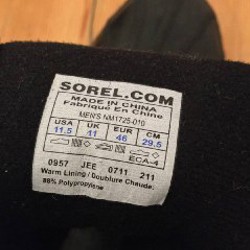 SOREL.COM
MADE IN CHINA
Fabriqué En Chine
MEN'S NM1725-010
USA UK EUR CM
11.5 11 46 29.5
ECA-4
0957 JEE 0711 211
Warm Lining / Doublure Chaude:
88% Polypropylene